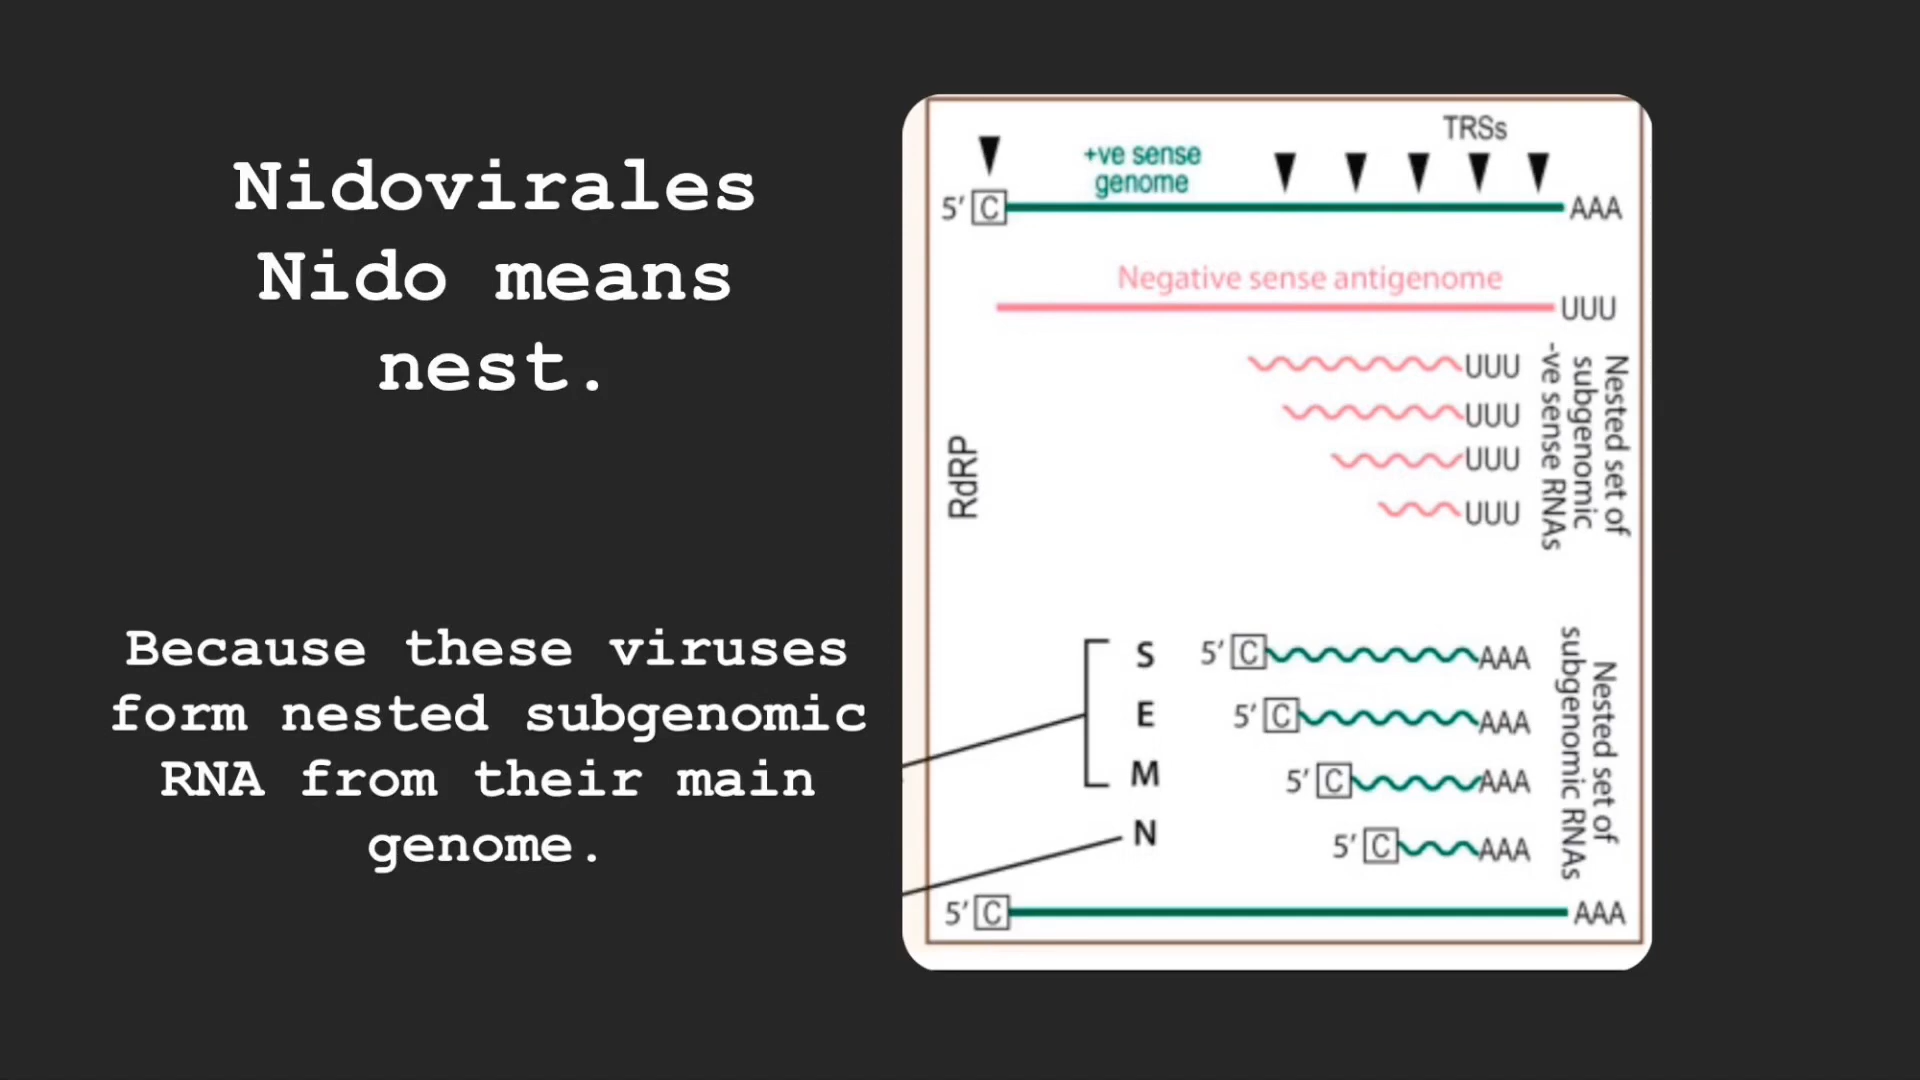 Nidovirales
Nido means
nest.
Because these viruses
form nested subgenomic
RNA from their main
genome.
TRSs
+ve sense
genome
5′ C AAA
Negative sense antigenome
UUU
UUU
UUU
UUU
UUU
Nested set of
subgenomic
-ve sense RNAs
RdRP
S 5′ C AAA
E 5′ C AAA
M 5′ C AAA
N 5′ C AAA
Nested set of
subgenomic RNAs
5′ C AAA